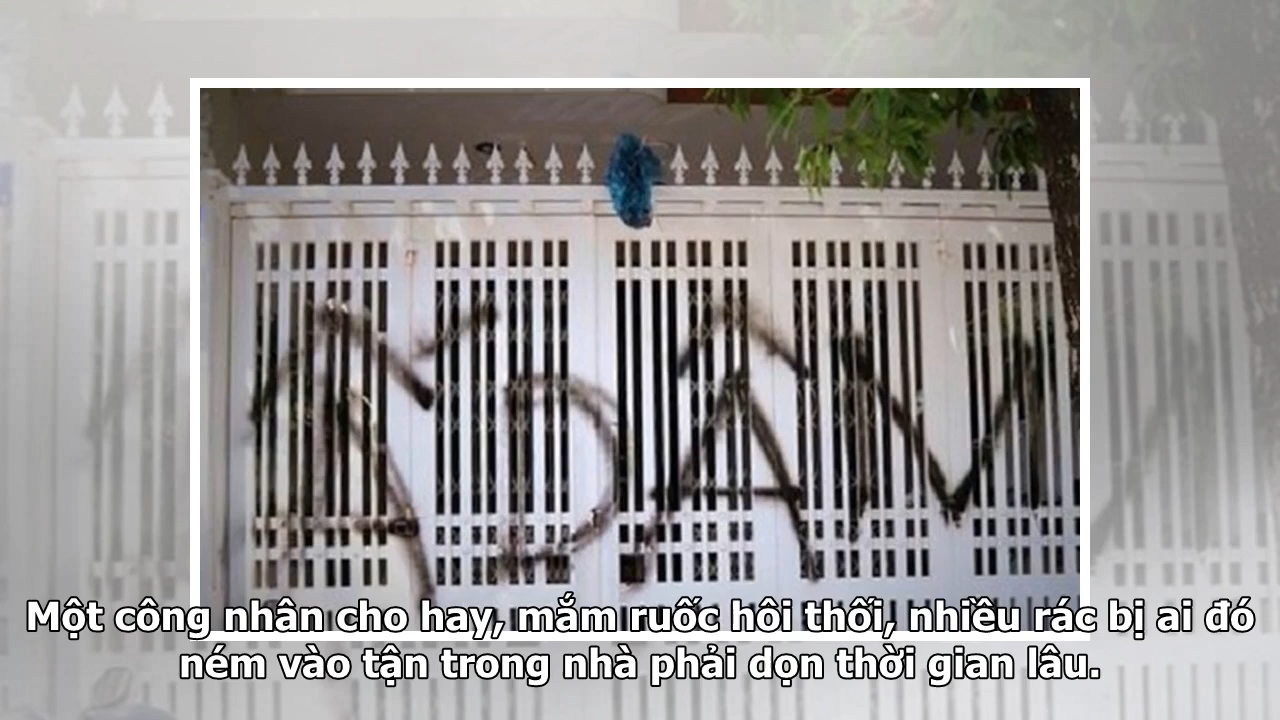 ẤDÂM
Một công nhân cho hay, mắm ruốc hôi thối, nhiều rác bị ai đó
ném vào tận trong nhà phải dọn thời gian lâu.